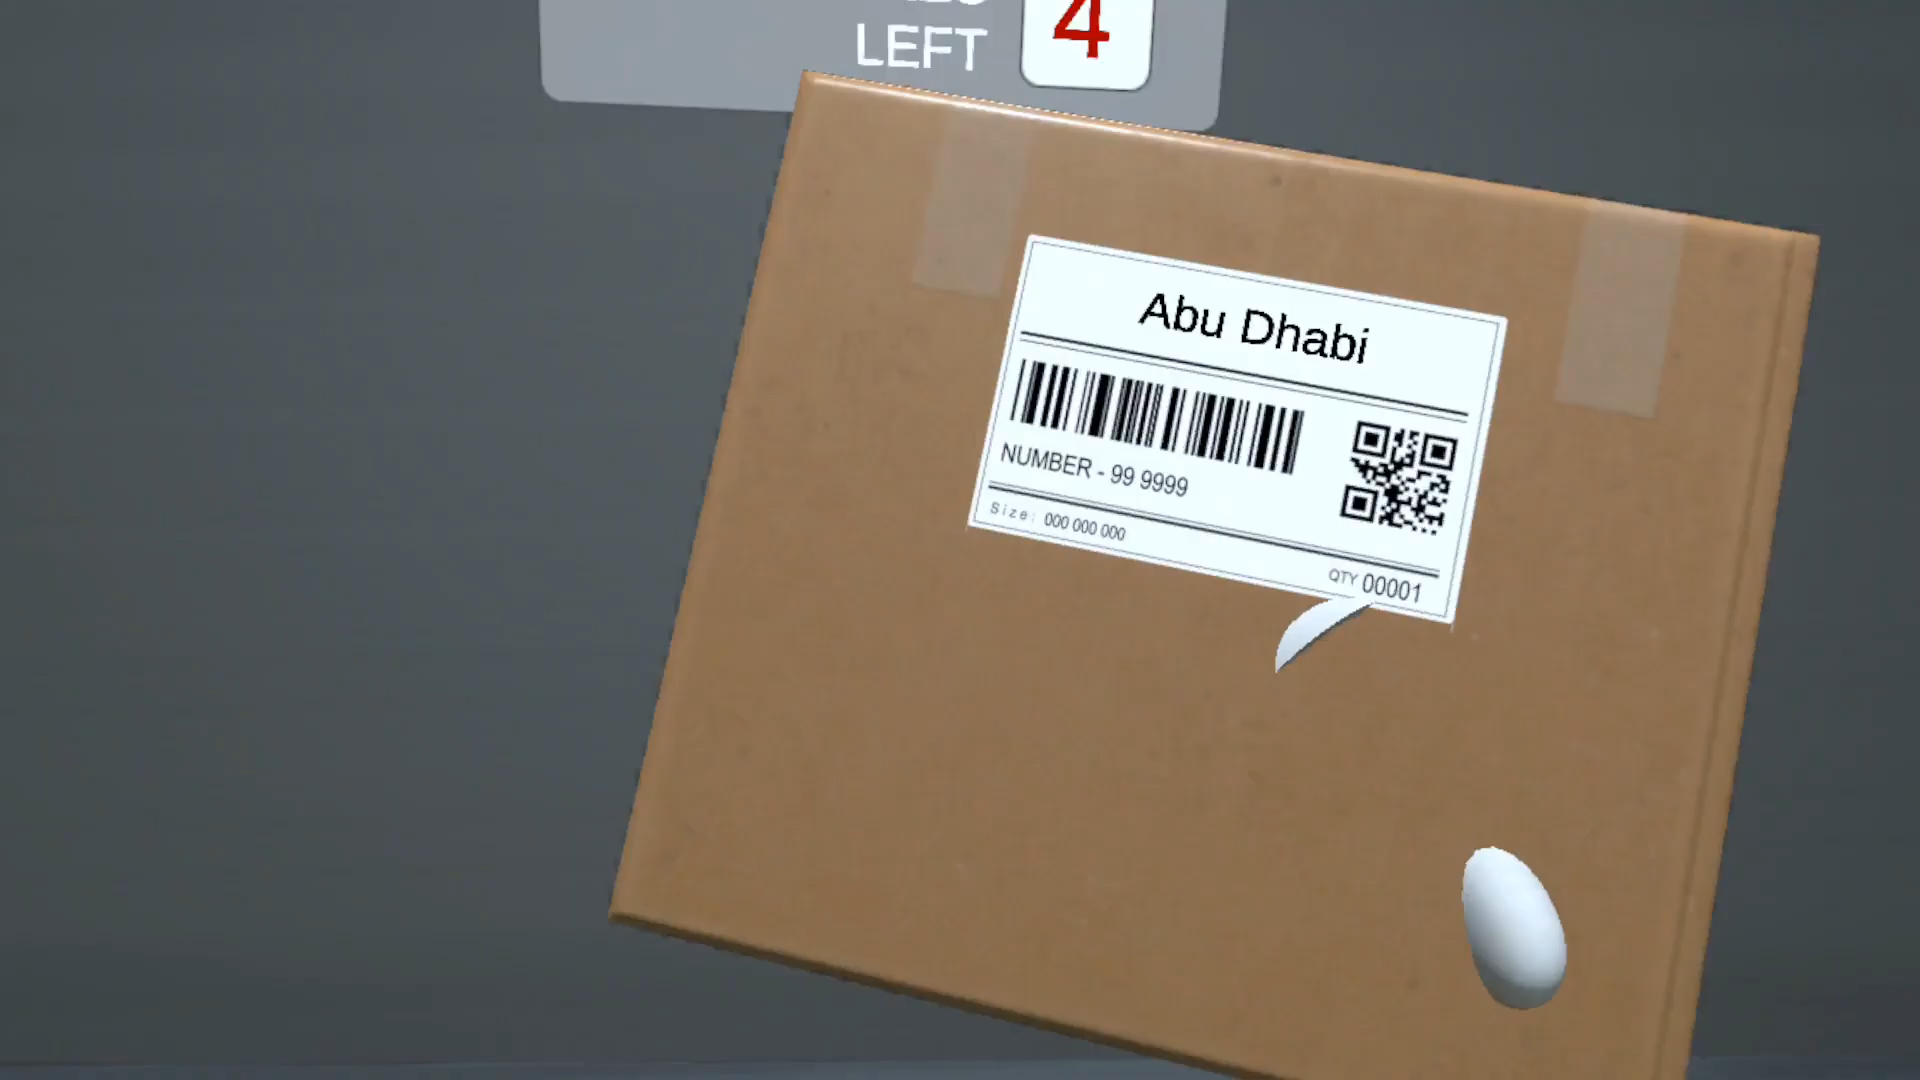 LEFT
4
Abu Dhabi
NUMBER - 99 9999
Size: 000 000 000
QTY 00001